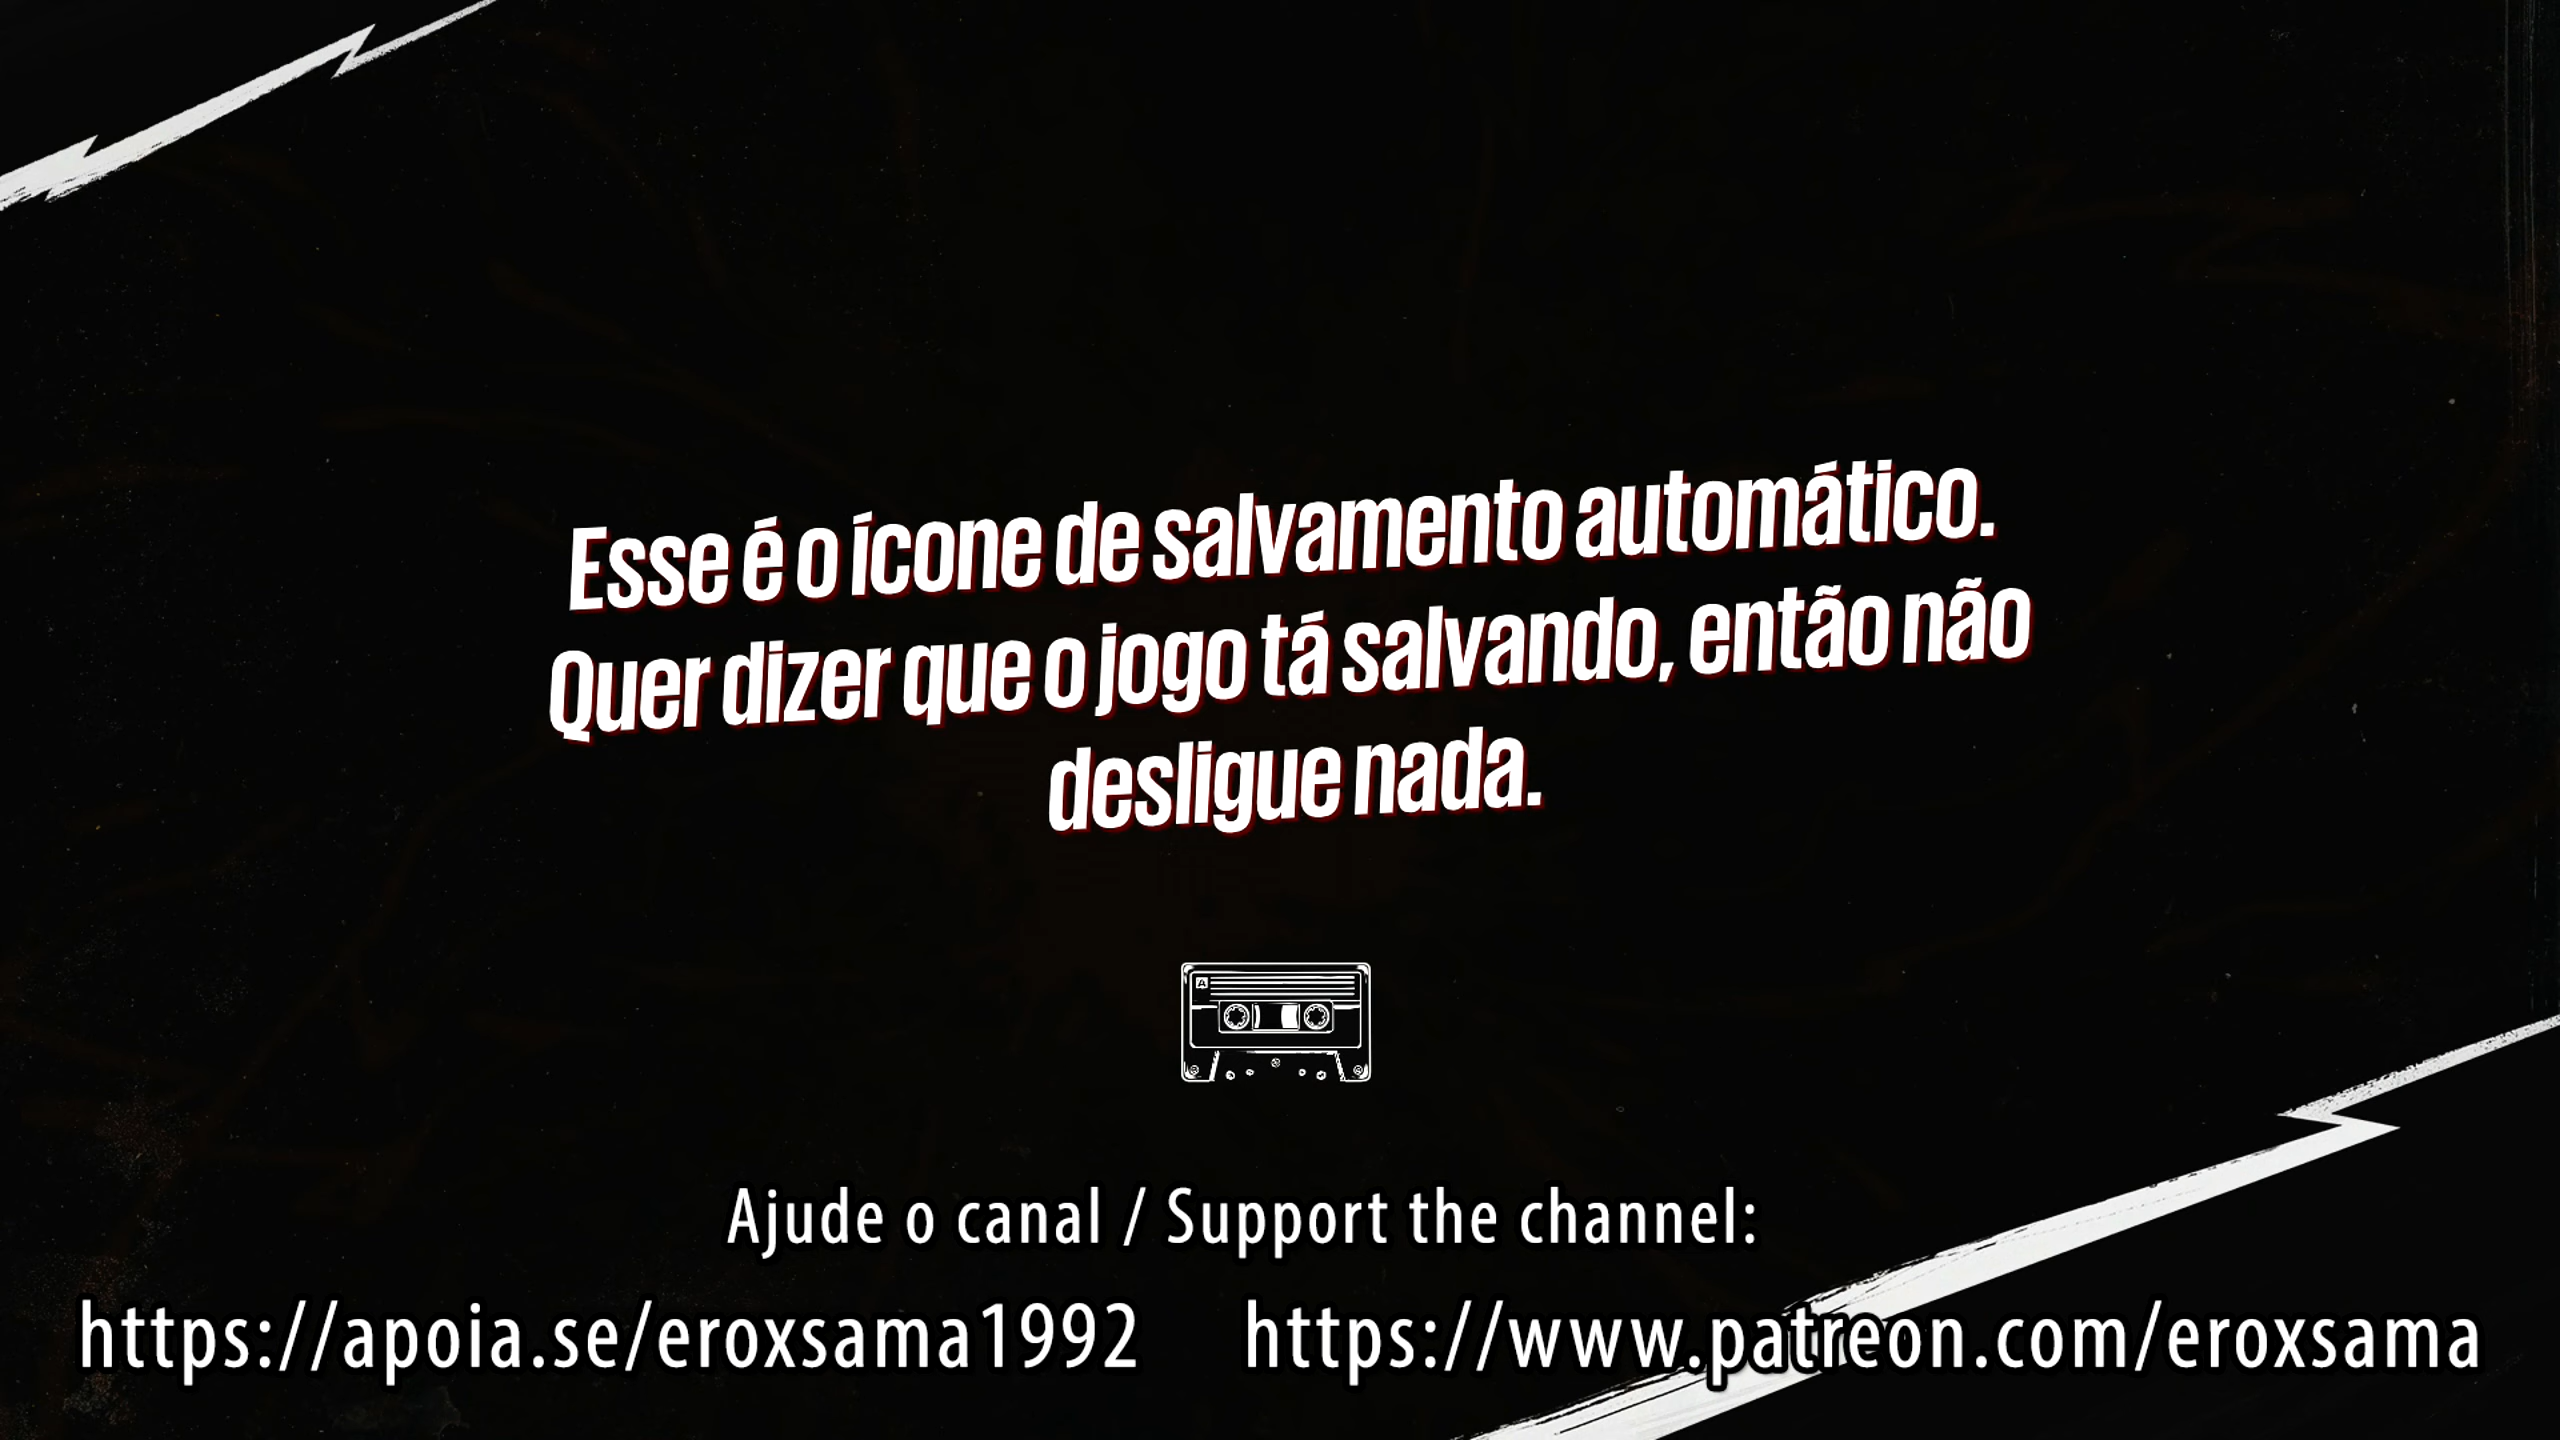 Esse é o ícone de salvamento automático.
Quer dizer que o jogo tá salvando, então não
desligue nada.
A
Ajude o canal / Support the channel:
https://apoia.se/eroxsama1992 https://www.patreon.com/eroxsama